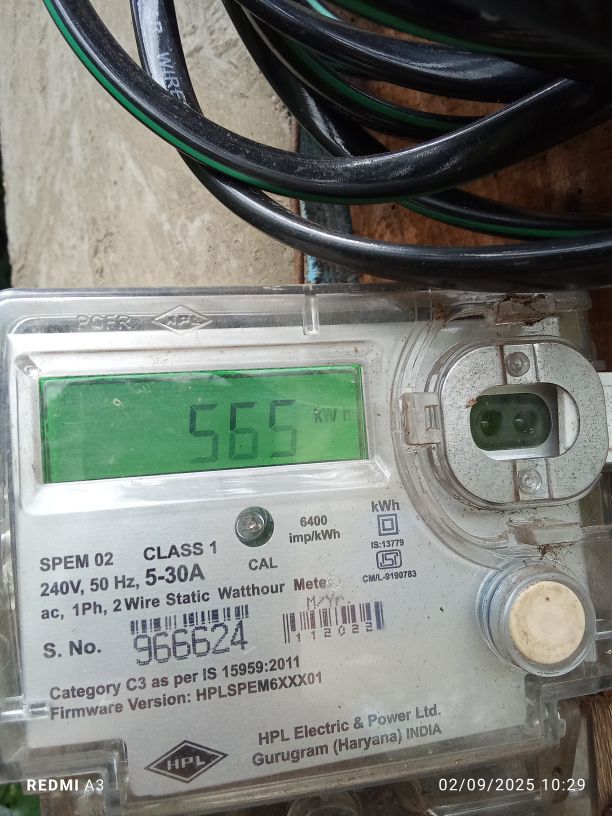 WIRE
HPL
565 kWh
6400
imp/kWh
kWh
IS:13779
CM/L-9190783
CAL
SPEM 02 CLASS 1
240V, 50 Hz, 5-30A
ac, 1Ph, 2 Wire Static Watthour Meter
M/Yr
S. No. 966624
112022
Category C3 as per IS 15959:2011
Firmware Version: HPLSPEM6XXX01
HPL Electric & Power Ltd.
Gurugram (Haryana) INDIA
HPL
REDMI A3
02/09/2025 10:29